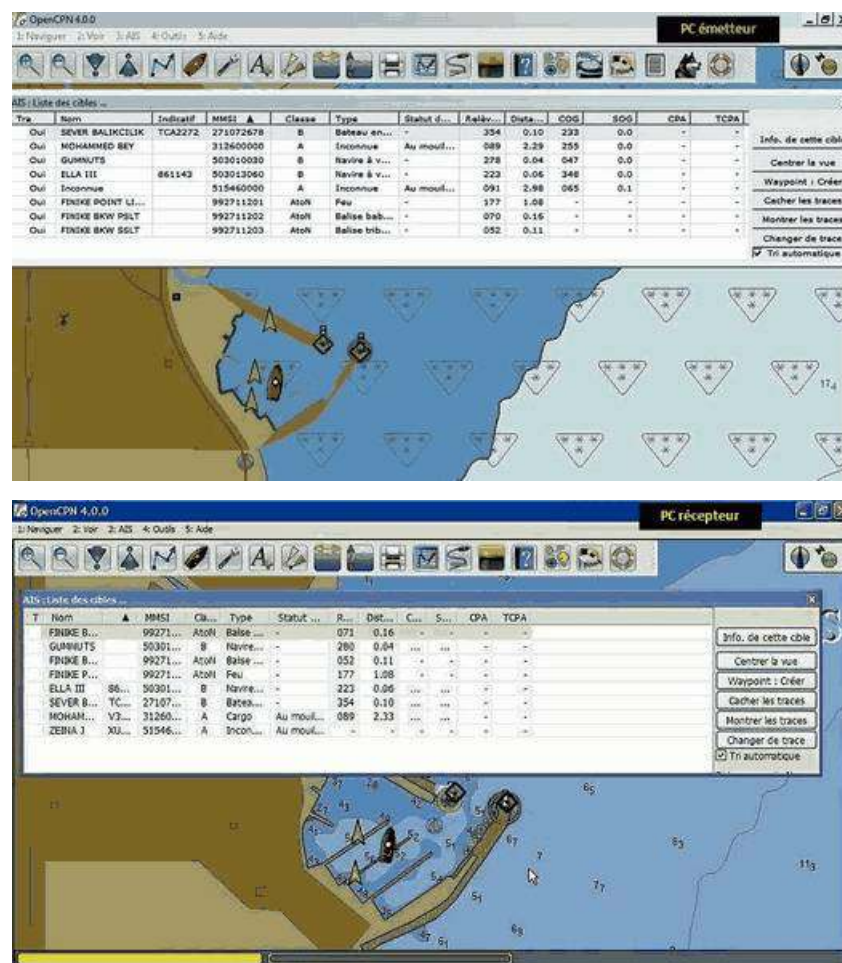 OpenCPN 4.0.0
PC émetteur
1: Naviguer 2: Voir 3: AIS 4: Outils 5: Aide
AIS : Liste des cibles ...
Tra Nom Indicatif MMSI Classe Type Statut d... Relèv... Dista... COG SOG CPA TCPA
Oui SEVER BALIKCILIK TCA2272 271072678 B Bateau en... - 354 0.10 233 0.0 - -
Oui MOHAMMED BEY 312600000 A Inconnue Au mouil... 089 2.29 255 0.0 - -
Oui GUMNUTS 503010030 B Navire à v... - 278 0.04 047 0.0 - -
Oui ELLA III 861143 503013060 B Navire à v... - 223 0.06 348 0.0 - -
Oui Inconnue 515460000 A Inconnue Au mouil... 091 2.98 065 0.1 - -
Oui FINIKE POINT LI... 992711201 AtoN Feu - 177 1.08 - - - -
Oui FINIKE BKW PSLT 992711202 AtoN Balise bab... - 070 0.16 - - - -
Oui FINIKE BKW SSLT 992711203 AtoN Balise trib... - 052 0.11 - - - -
Info. de cette cible
Centrer la vue
Waypoint : Créer
Cacher les traces
Montrer les traces
Changer de trace
Tri automatique
17₄
OpenCPN 4.0.0
PC récepteur
1: Naviguer 2: Voir 3: AIS 4: Outils 5: Aide
AIS : Liste des cibles ...
T Nom MMSI Cla... Type Statut ... R... Dist... C... S... CPA TCPA
FINIKE B... 99271... AtoN Balise ... - 071 0.16 - - - -
GUMNUTS 50301... B Navire... - 280 0.04 ... ... - -
FINIKE B... 99271... AtoN Balise ... - 052 0.11 - - - -
FINIKE P... 99271... AtoN Feu - 177 1.08 - - - -
ELLA III 86... 50301... B Navire... - 223 0.06 ... ... - -
SEVER B... TC... 27107... B Batea... - 354 0.10 ... ... - -
MOHAM... V3... 31260... A Cargo Au mouil... 089 2.33 ... ... - -
ZEINA J XU... 51546... A Incon... Au mouil... - - - - - -
Info. de cette cible
Centrer la vue
Waypoint : Créer
Cacher les traces
Montrer les traces
Changer de trace
Tri automatique
6₅
8₃
11₃
6₇
7
7₇
5₁
6₈
4₇ 6₁